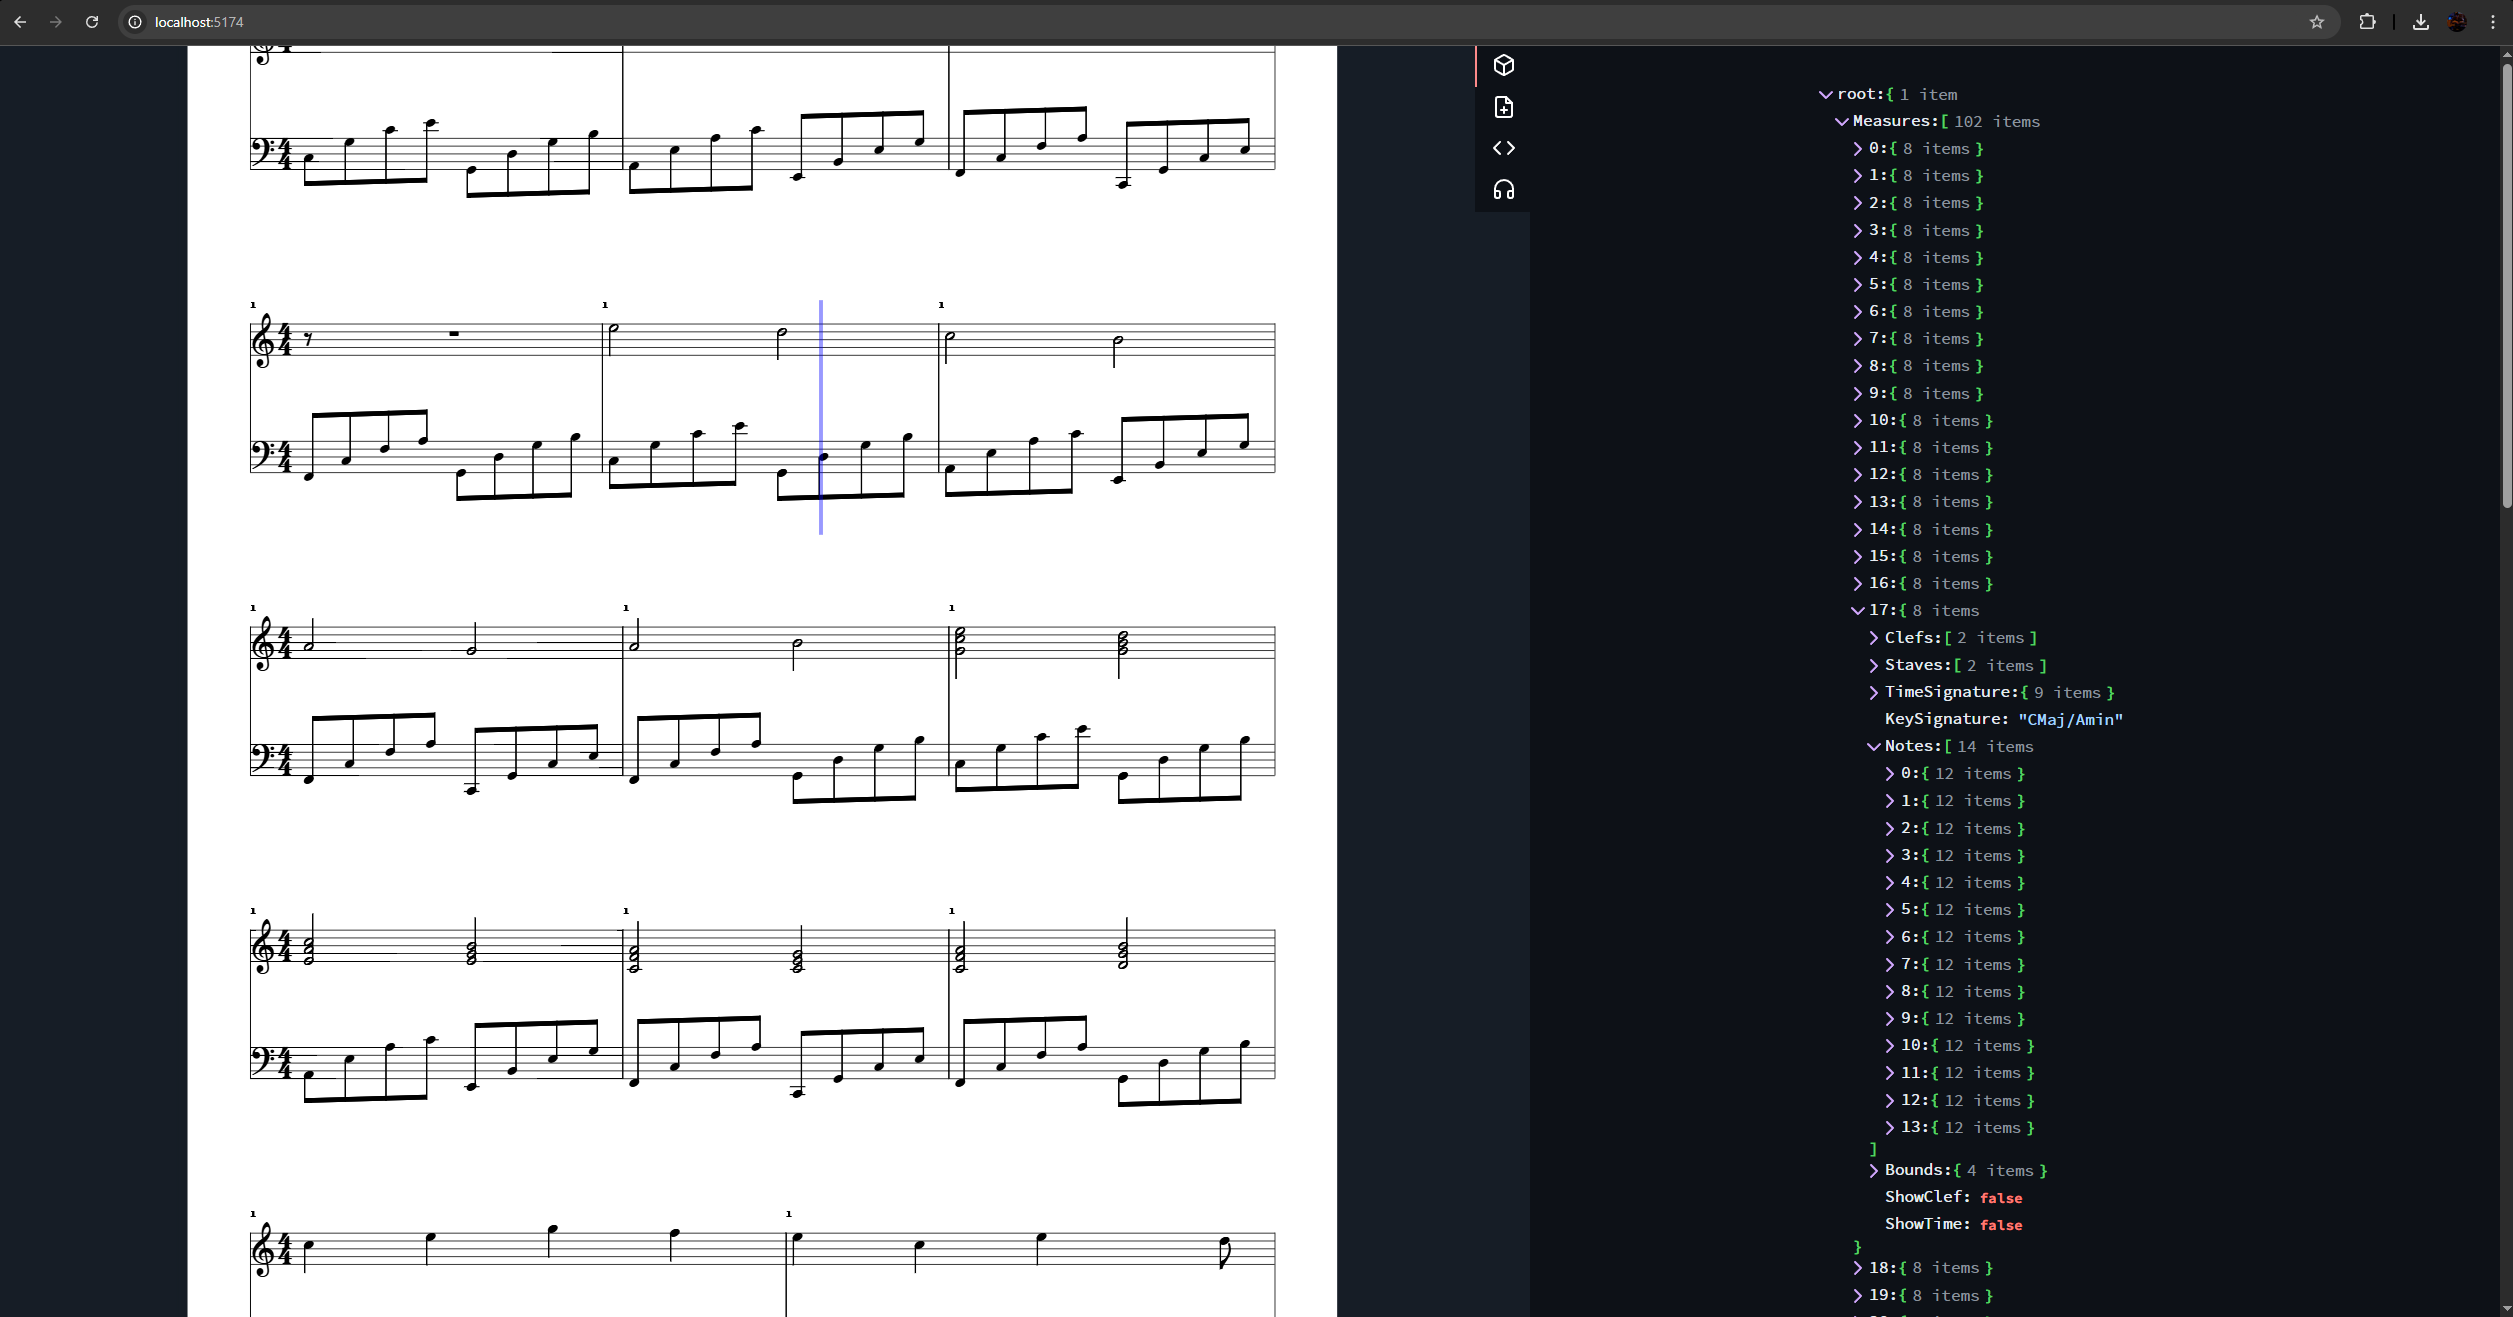 localhost:5174
1 1 1
1 1 1
1 1 1
1 1
root:{ 1 item
Measures:[ 102 items
0:{ 8 items }
1:{ 8 items }
2:{ 8 items }
3:{ 8 items }
4:{ 8 items }
5:{ 8 items }
6:{ 8 items }
7:{ 8 items }
8:{ 8 items }
9:{ 8 items }
10:{ 8 items }
11:{ 8 items }
12:{ 8 items }
13:{ 8 items }
14:{ 8 items }
15:{ 8 items }
16:{ 8 items }
17:{ 8 items
Clefs:[ 2 items ]
Staves:[ 2 items ]
TimeSignature:{ 9 items }
KeySignature: "CMaj/Amin"
Notes:[ 14 items
0:{ 12 items }
1:{ 12 items }
2:{ 12 items }
3:{ 12 items }
4:{ 12 items }
5:{ 12 items }
6:{ 12 items }
7:{ 12 items }
8:{ 12 items }
9:{ 12 items }
10:{ 12 items }
11:{ 12 items }
12:{ 12 items }
13:{ 12 items }
]
Bounds:{ 4 items }
ShowClef: false
ShowTime: false
}
18:{ 8 items }
19:{ 8 items }